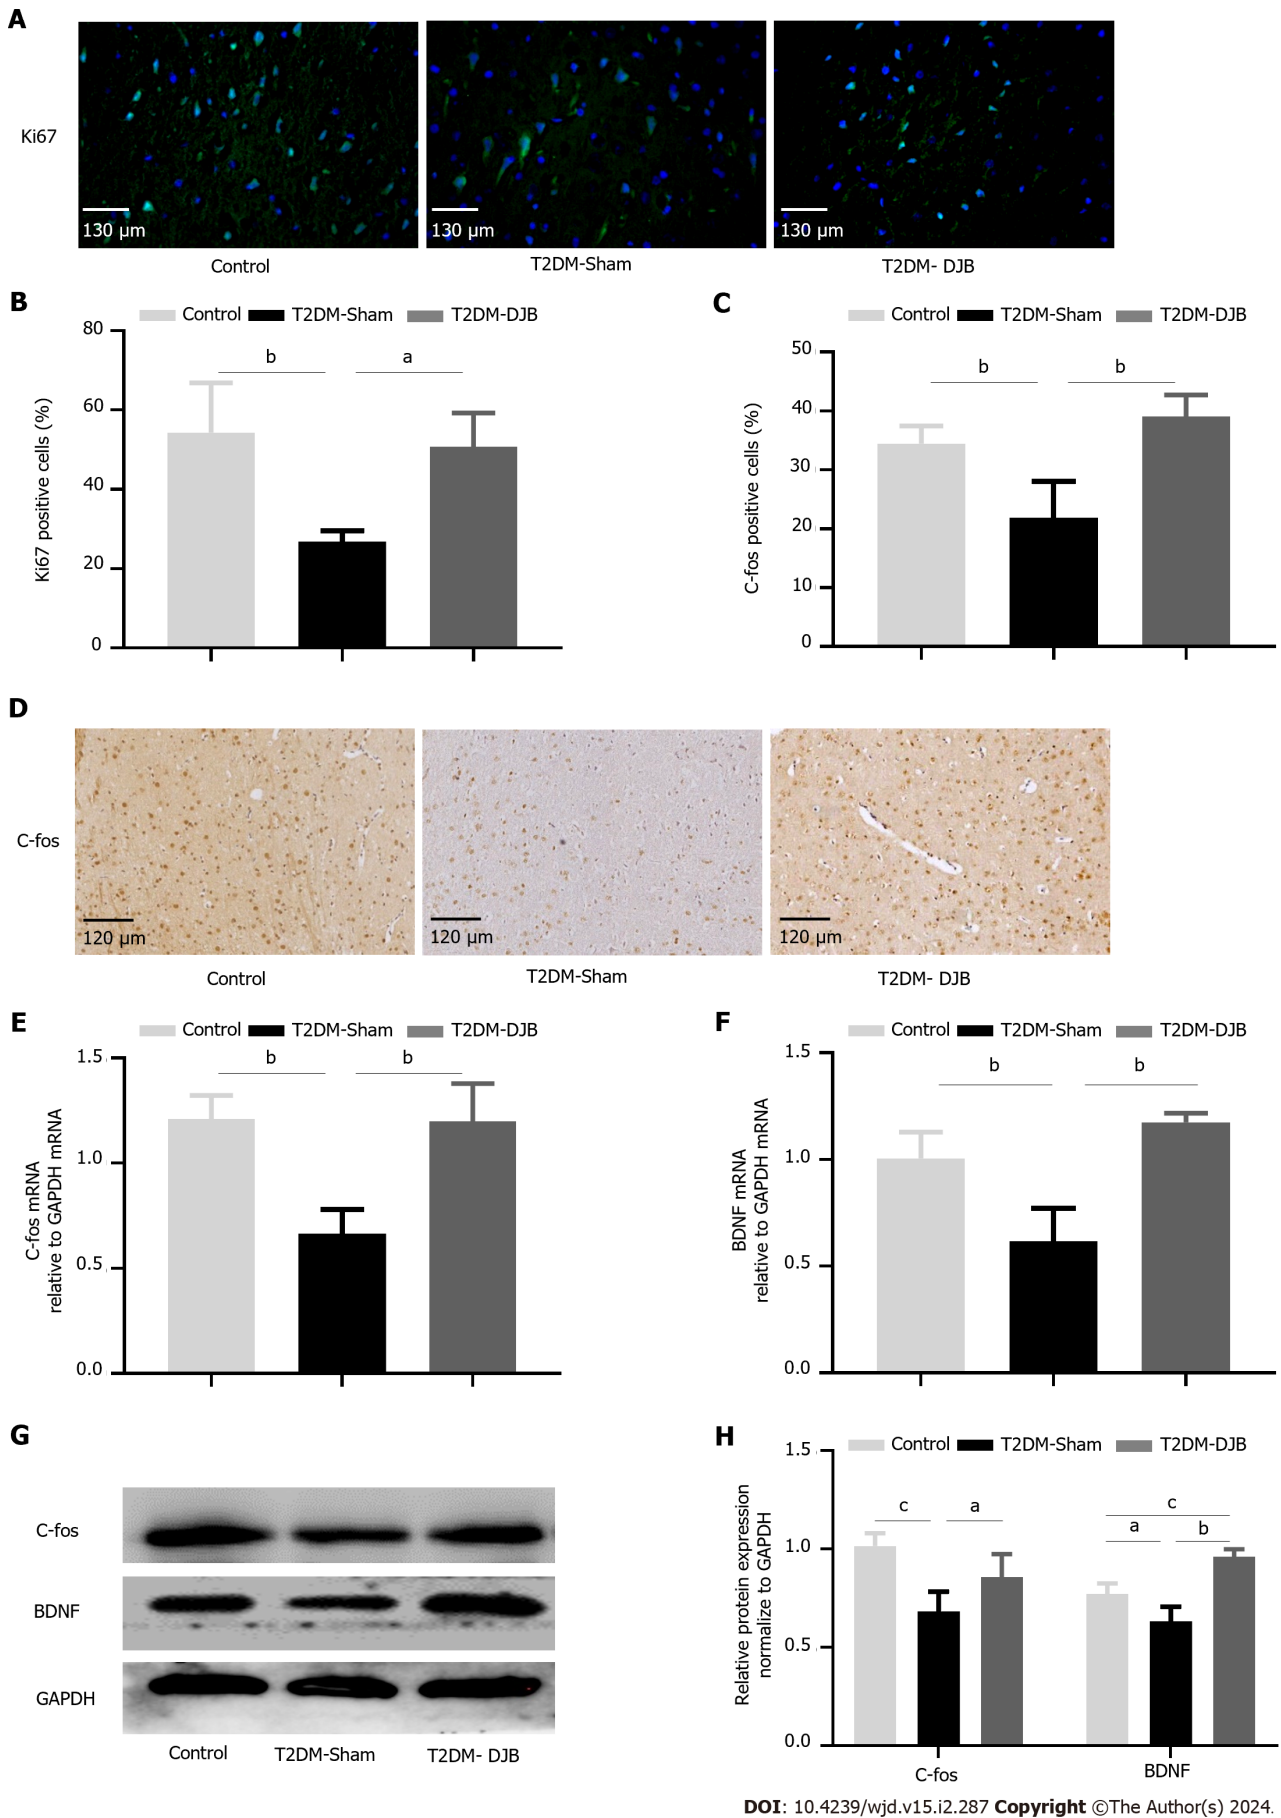 A
Ki67
130 µm
130 µm
130 µm
Control
T2DM-Sham
T2DM- DJB
B
Control
T2DM-Sham
T2DM-DJB
80
60
40
20
0
Ki67 positive cells (%)
b
a
C
Control
T2DM-Sham
T2DM-DJB
50
40
30
20
10
0
C-fos positive cells (%)
b
b
D
C-fos
120 µm
120 µm
120 µm
Control
T2DM-Sham
T2DM- DJB
E
Control
T2DM-Sham
T2DM-DJB
1.5
1.0
0.5
0.0
C-fos mRNA
relative to GAPDH mRNA
b
b
F
Control
T2DM-Sham
T2DM-DJB
1.5
1.0
0.5
0.0
BDNF mRNA
relative to GAPDH mRNA
b
b
G
C-fos
BDNF
GAPDH
Control
T2DM-Sham
T2DM- DJB
H
Control
T2DM-Sham
T2DM-DJB
1.5
1.0
0.5
0.0
Relative protein expression
normalize to GAPDH
c
a
c
a
b
C-fos
BDNF
DOI: 10.4239/wjd.v15.i2.287 Copyright ©The Author(s) 2024.